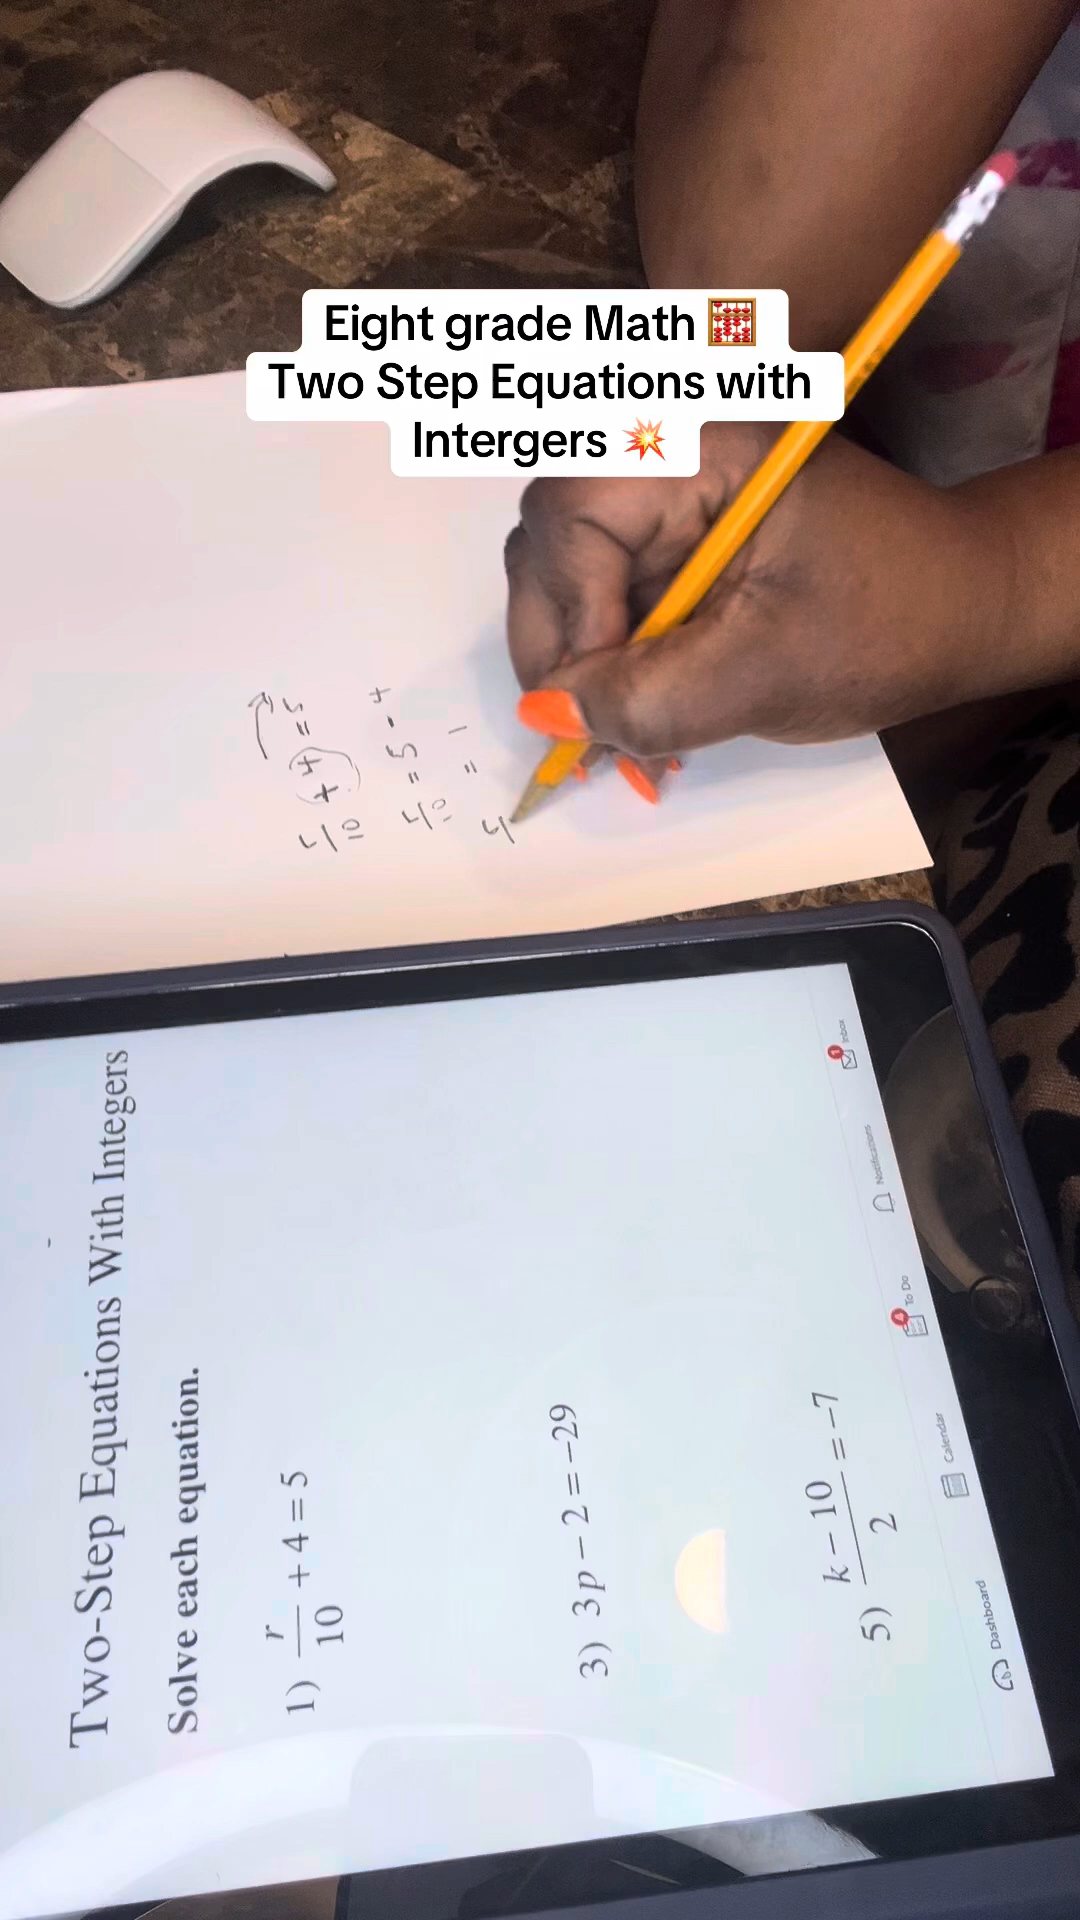 Eight grade Math 🧮
Two Step Equations with
Intergers 💥
r/10 + 4 = 5
r/10 = 5 - 4
r/ = 1
Two-Step Equations With Integers
Solve each equation.
1) r/10 + 4 = 5
3) 3p − 2 = −29
5) (k − 10)/2 = −7
Dashboard
Calendar
4
To Do
Notifications
1
Inbox